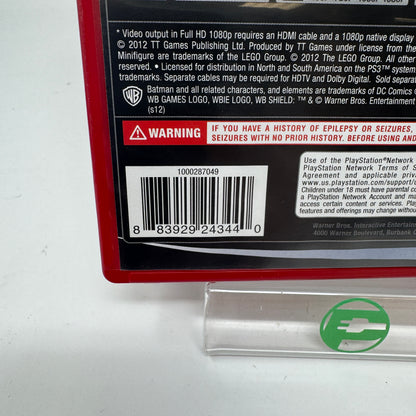 * Video output in Full HD 1080p requires an HDMI cable and a 1080p native display
© 2012 TT Games Publishing Ltd. Produced by TT Games under license from the
Minifigure are trademarks of the LEGO Group. © 2012 The LEGO Group. All
reserved. • Licensed for distribution in North and South America on the PS3™ system
trademarks. Separate cables may be required for HDTV and Dolby Digital. Sold separa
Batman and all related characters, and elements are trademarks of DC Comics ©
WB GAMES LOGO, WBIE LOGO, WB SHIELD: ™ & © Warner Bros. Entertainment
(s12)
WB
WARNING
IF YOU HAVE A HISTORY OF EPILEPSY OR SEIZURES,
SEIZURES WITH NO PRIOR HISTORY. BEFORE USING AND
1000287049
8 83929 24344 0
Use of the PlayStation®Network
PlayStation Network Terms of S
Agreement and applicable privacy
www.us.playstation.com/support/u
Children under 18 must have parental co
a PlayStation Network Account and may
access certain content or services.
features and offerings may change withou
Warner Bros. Interactive Entertainme
4000 Warner Boulevard, Burbank C